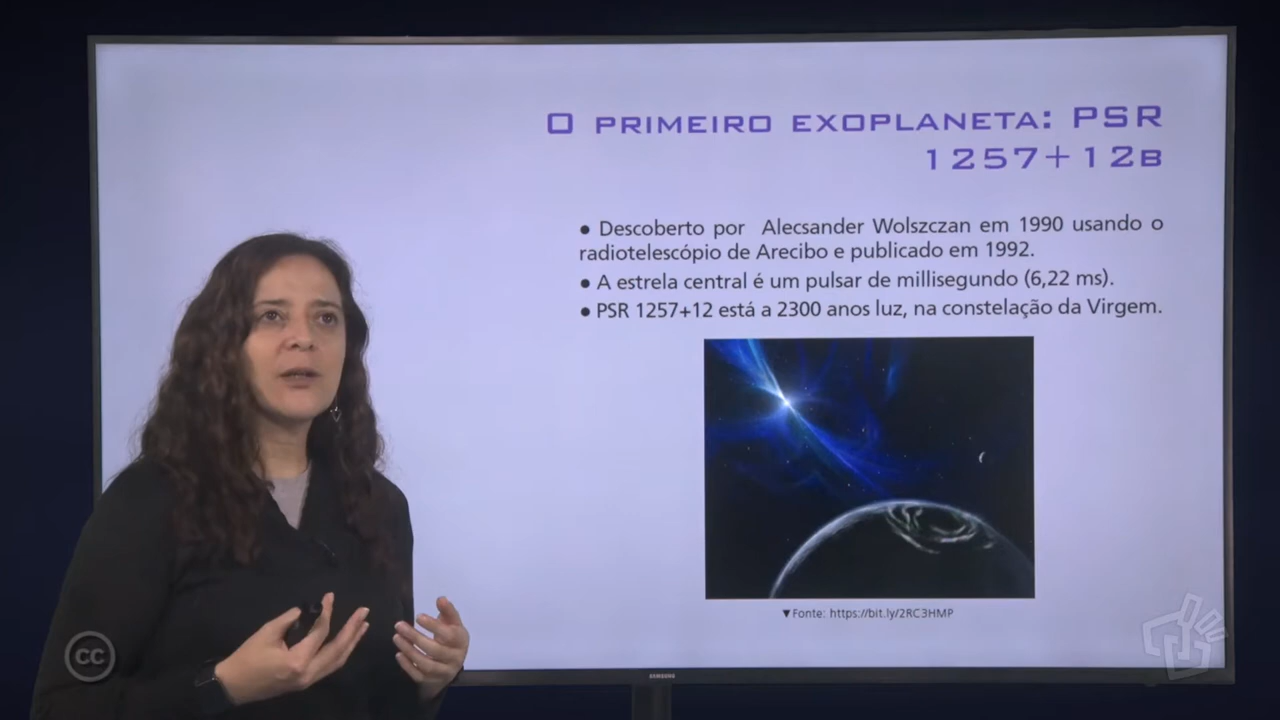 O PRIMEIRO EXOPLANETA: PSR
1257+12B
● Descoberto por Alecsander Wolszczan em 1990 usando o
radiotelescópio de Arecibo e publicado em 1992.
● A estrela central é um pulsar de millisegundo (6,22 ms).
● PSR 1257+12 está a 2300 anos luz, na constelação da Virgem.
▼Fonte: https://bit.ly/2RC3HMP
SAMSUNG
cc